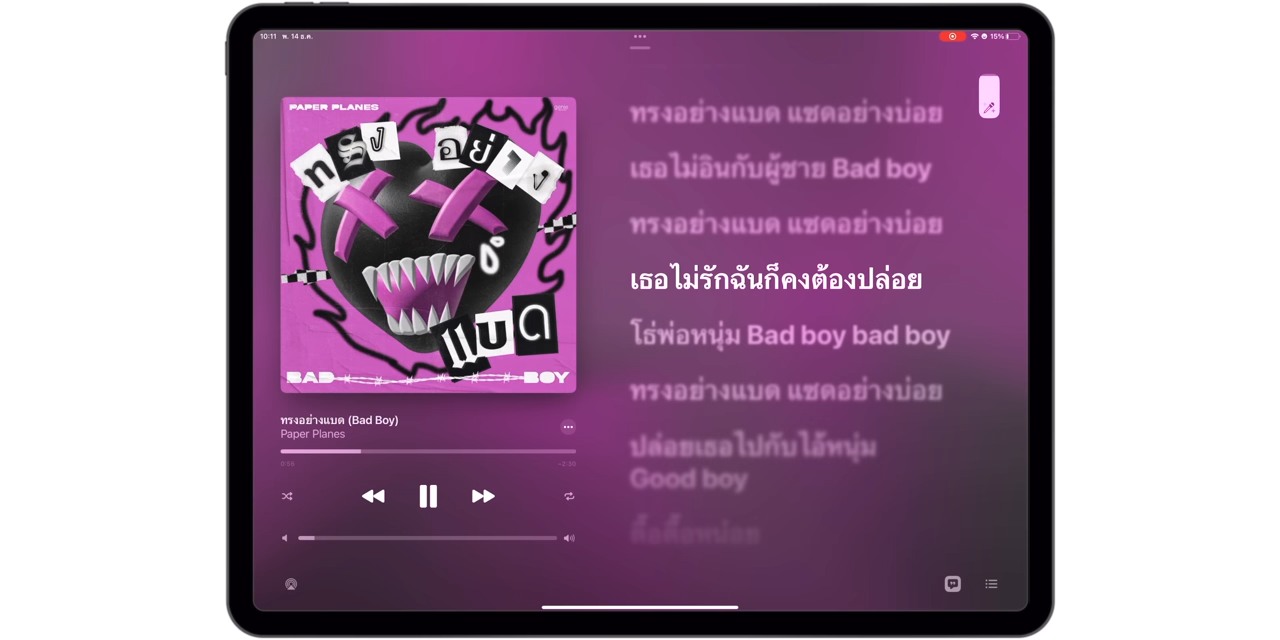 10:11 พ. 14 ธ.ค.
15%
PAPER PLANES
ทรง อย่าง
แบด
BAD BOY
ทรงอย่างแบด (Bad Boy)
Paper Planes
0:56
-2:30
ทรงอย่างแบด แซดอย่างบ่อย
เธอไม่อินกับผู้ชาย Bad boy
ทรงอย่างแบด แซดอย่างบ่อย
เธอไม่รักฉันก็คงต้องปล่อย
โธ่พ่อหนุ่ม Bad boy bad boy
ทรงอย่างแบด แซดอย่างบ่อย
ปล่อยเธอไปกับไอ้หนุ่ม
Good boy